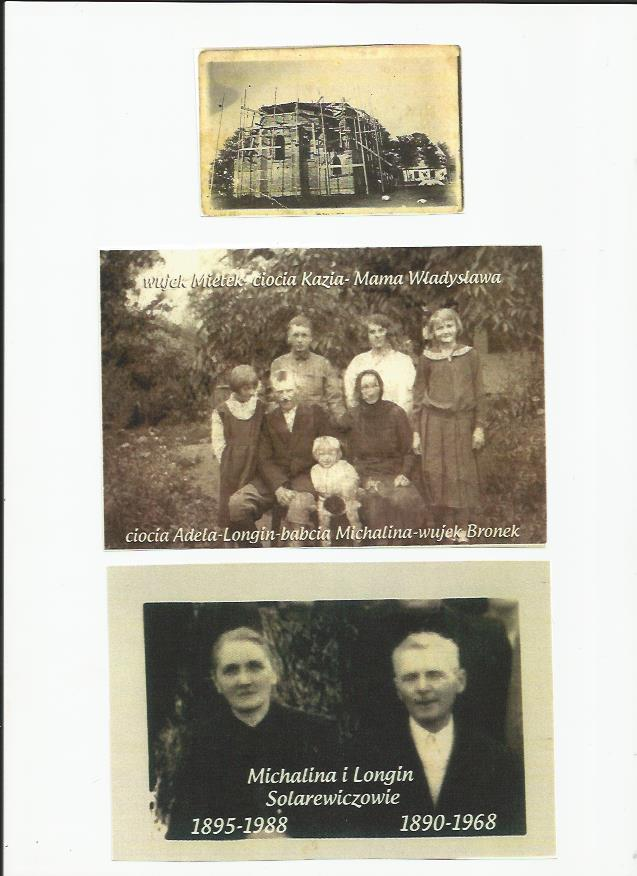 wujek Mietek- ciocia Kazia- Mama Władysława
ciocia Adela-Longin-babcia Michalina-wujek Bronek
Michalina i Longin
Solarewiczowie
1895-1988
1890-1968